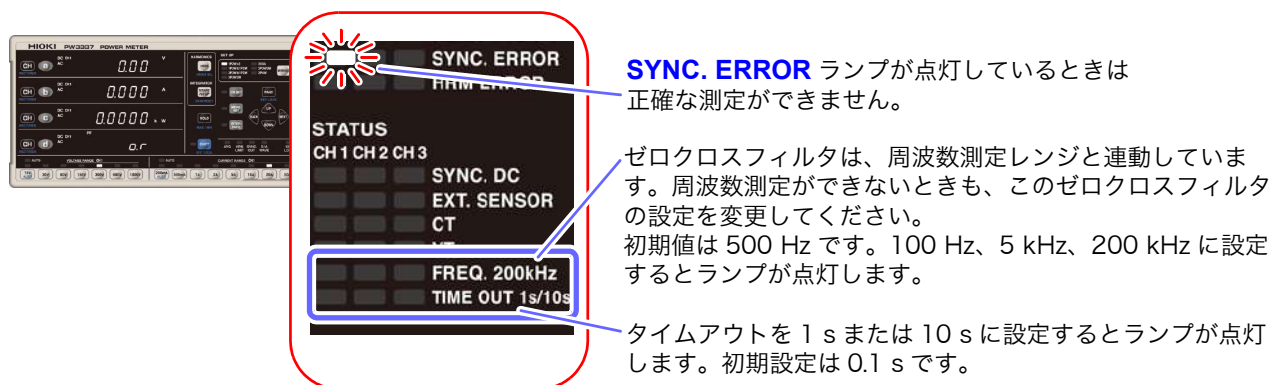 HIOKI PW3337 POWER METER
SYNC. ERROR
HRM ERROR
STATUS
CH 1 CH 2 CH 3
SYNC. DC
EXT. SENSOR
CT
VT
FREQ. 200kHz
TIME OUT 1s/10s
SYNC. ERROR ランプが点灯しているときは
正確な測定ができません。
ゼロクロスフィルタは、周波数測定レンジと連動していま
す。周波数測定ができないときも、このゼロクロスフィルタ
の設定を変更してください。
初期値は 500 Hz です。100 Hz、5 kHz、200 kHz に設定
するとランプが点灯します。
タイムアウトを 1 s または 10 s に設定するとランプが点灯
します。初期設定は 0.1 s です。